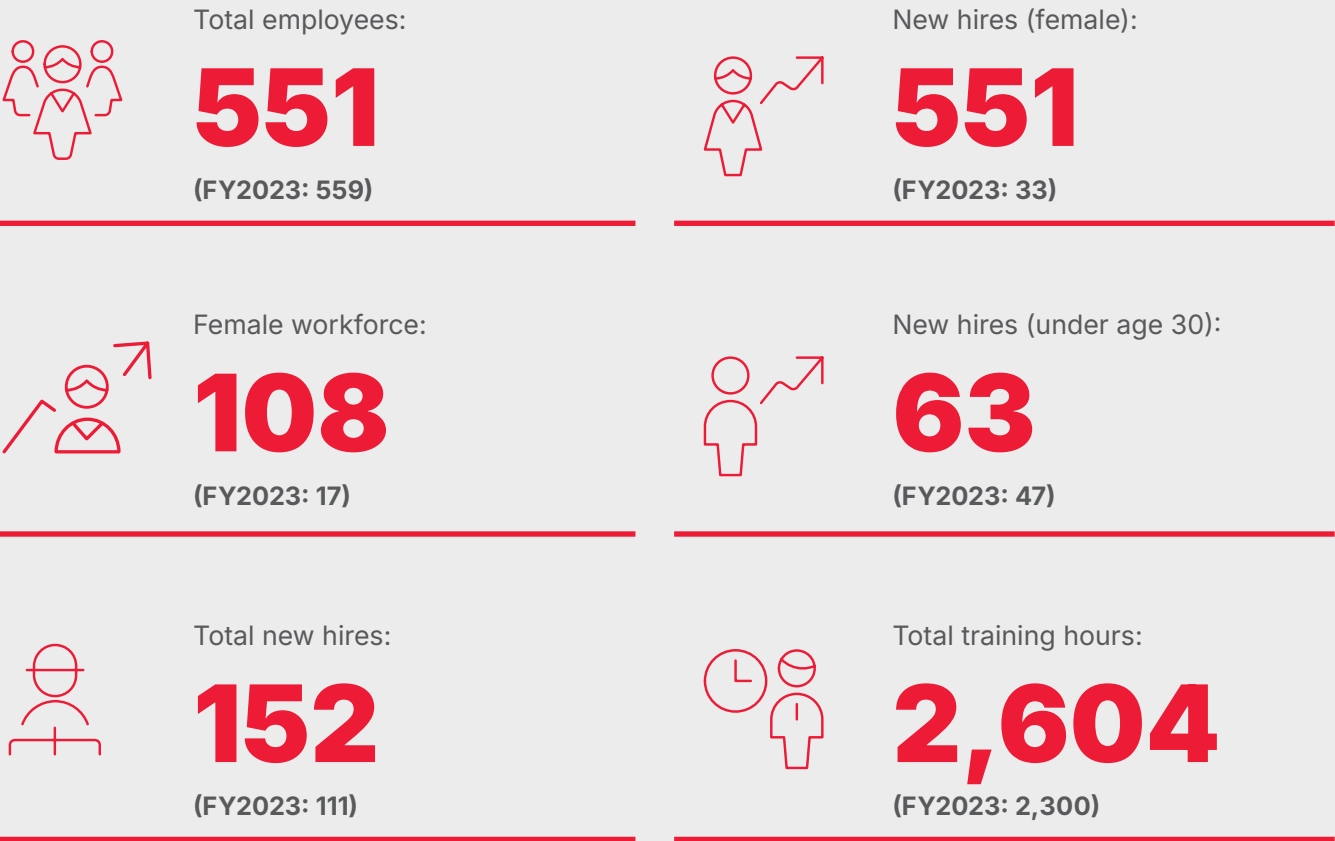 Total employees:
551
(FY2023: 559)
New hires (female):
551
(FY2023: 33)
Female workforce:
108
(FY2023: 17)
New hires (under age 30):
63
(FY2023: 47)
Total new hires:
152
(FY2023: 111)
Total training hours:
2,604
(FY2023: 2,300)